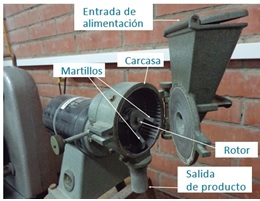 Entrada de
alimentación
Carcasa
Martillos
Rotor
Salida
de producto